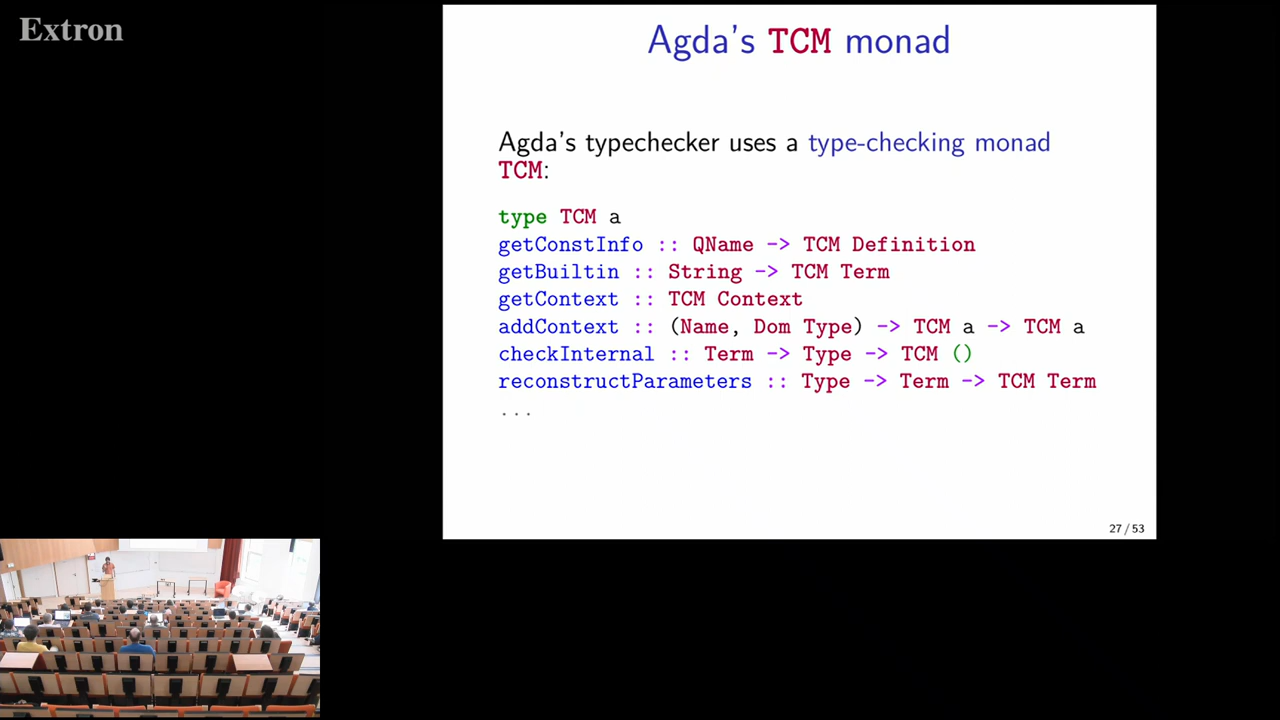 Extron
Agda's TCM monad
Agda's typechecker uses a type-checking monad
TCM:
type TCM a
getConstInfo :: QName -> TCM Definition
getBuiltin :: String -> TCM Term
getContext :: TCM Context
addContext :: (Name, Dom Type) -> TCM a -> TCM a
checkInternal :: Term -> Type -> TCM ()
reconstructParameters :: Type -> Term -> TCM Term
...
27 / 53